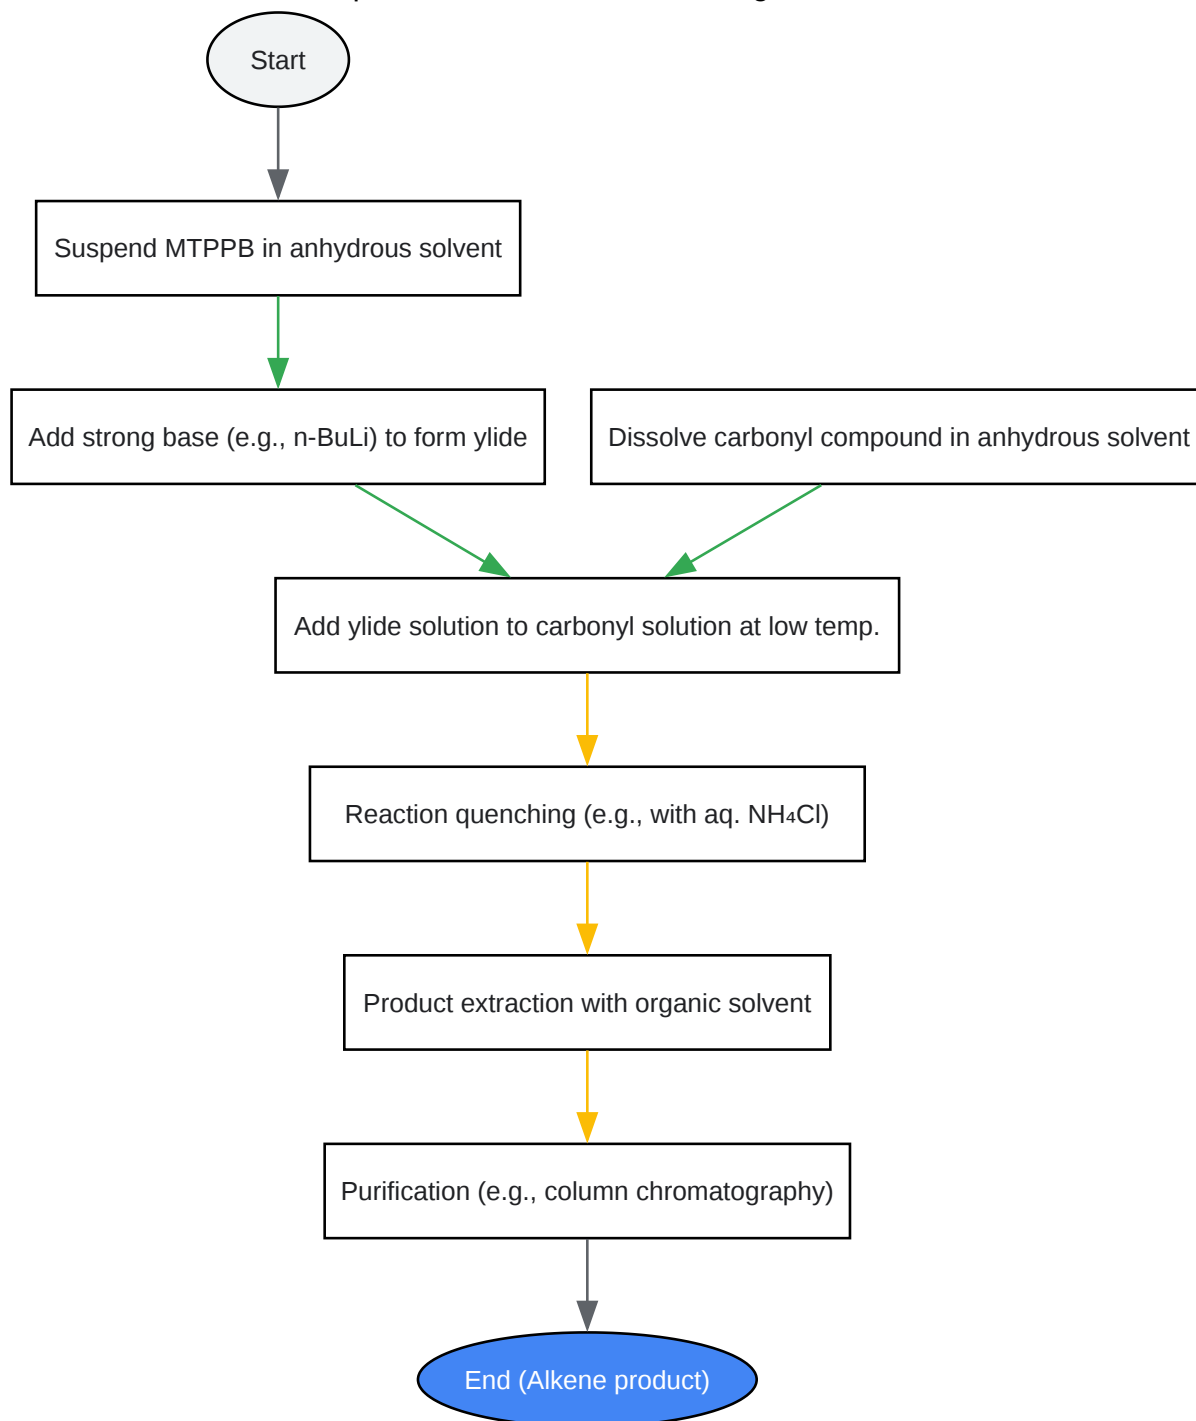 Start
Suspend MTPPB in anhydrous solvent
Add strong base (e.g., n-BuLi) to form ylide
Dissolve carbonyl compound in anhydrous solvent
Add ylide solution to carbonyl solution at low temp.
Reaction quenching (e.g., with aq. NH₄Cl)
Product extraction with organic solvent
Purification (e.g., column chromatography)
End (Alkene product)